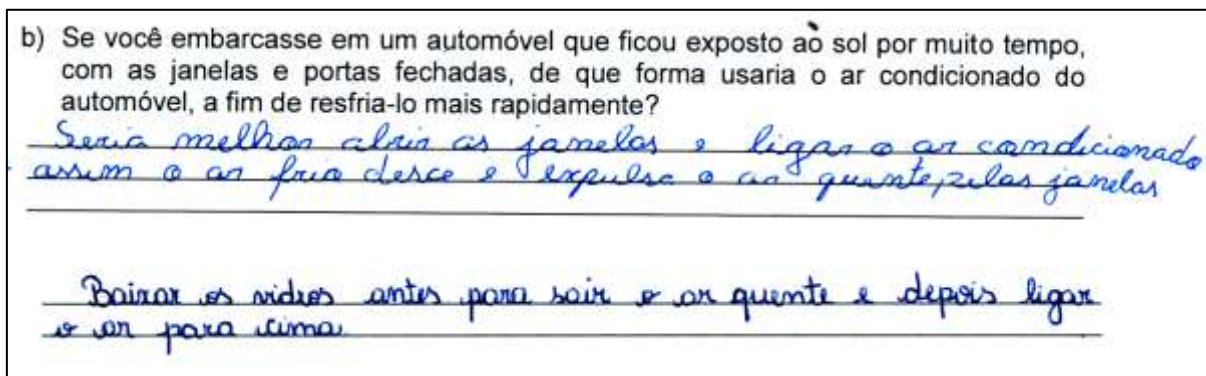 b) Se você embarcasse em um automóvel que ficou exposto ao sol por muito tempo,
com as janelas e portas fechadas, de que forma usaria o ar condicionado do
automóvel, a fim de resfria-lo mais rapidamente?
Seria melhor abrir as janelas e ligar o ar condicionado
assim o ar frio desce e expulsa o ar quente, pelas janelas
Baixar os vidros antes para sair o ar quente e depois ligar
o ar para cima